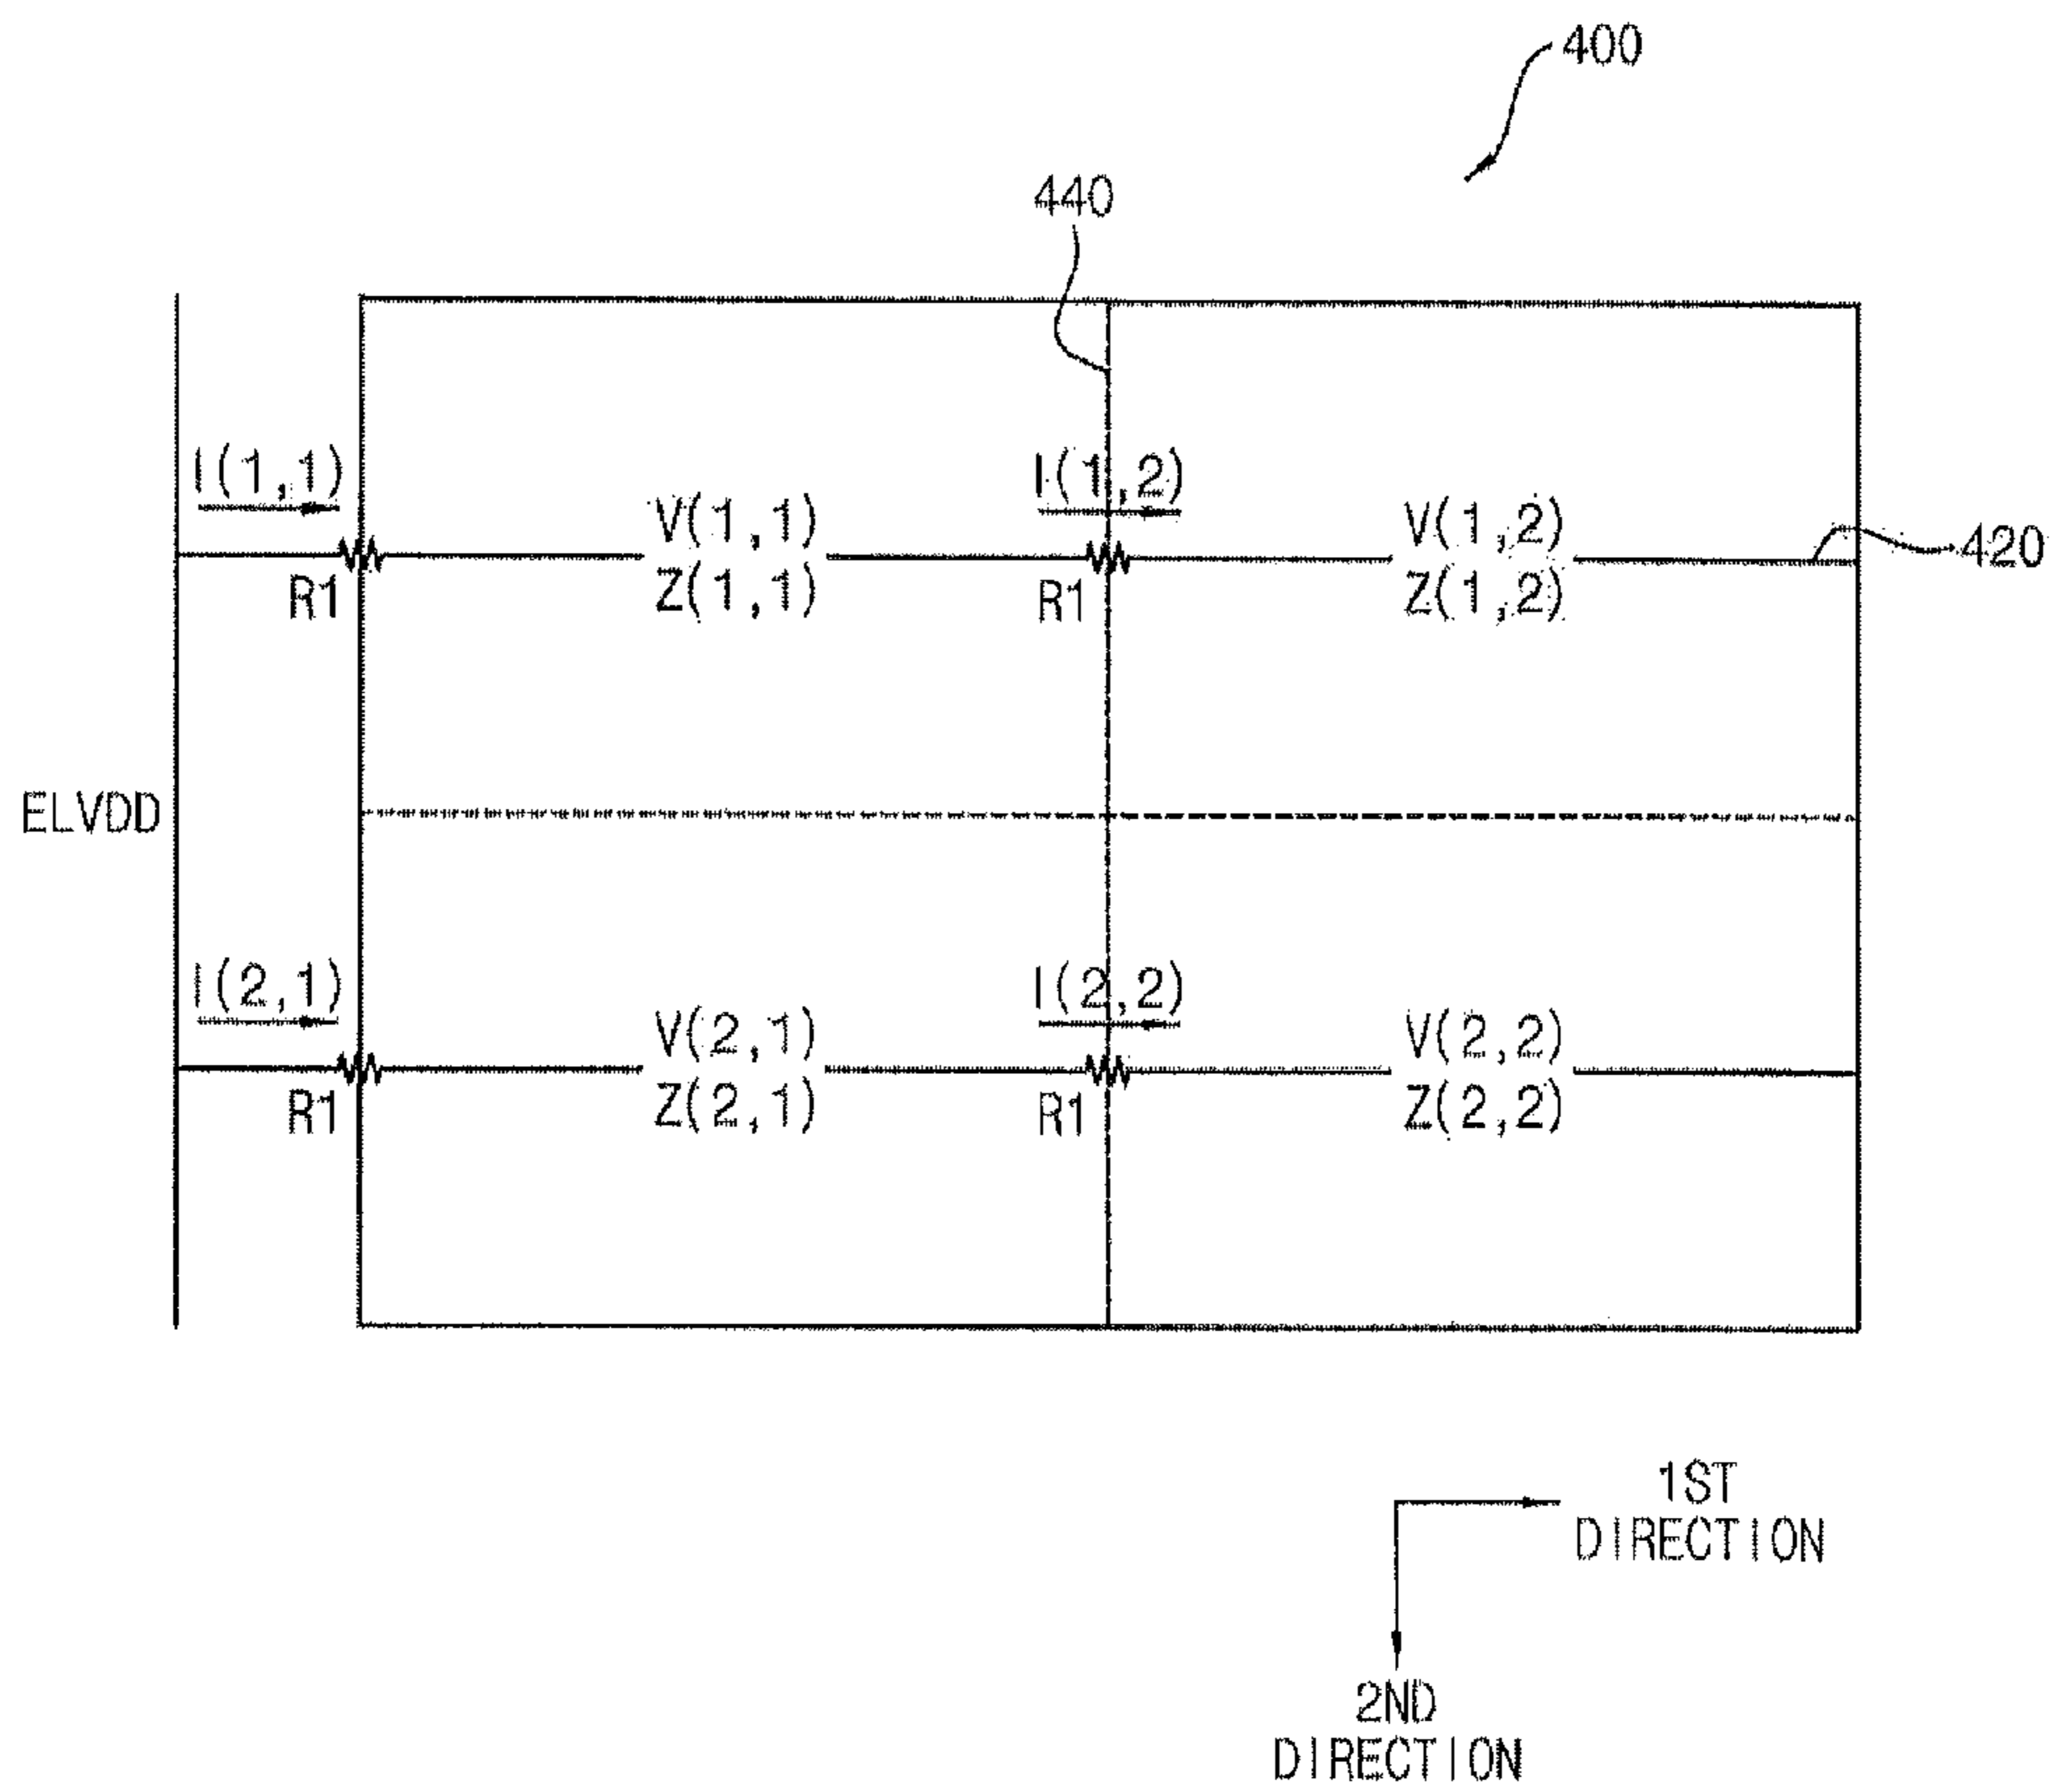 400
440
I(1,1)
I(1,2)
V(1,1)
V(1,2)
420
R1
Z(1,1)
R1
Z(1,2)
ELVDD
I(2,1)
I(2,2)
V(2,1)
V(2,2)
R1
Z(2,1)
R1
Z(2,2)
1ST
DIRECTION
2ND
DIRECTION